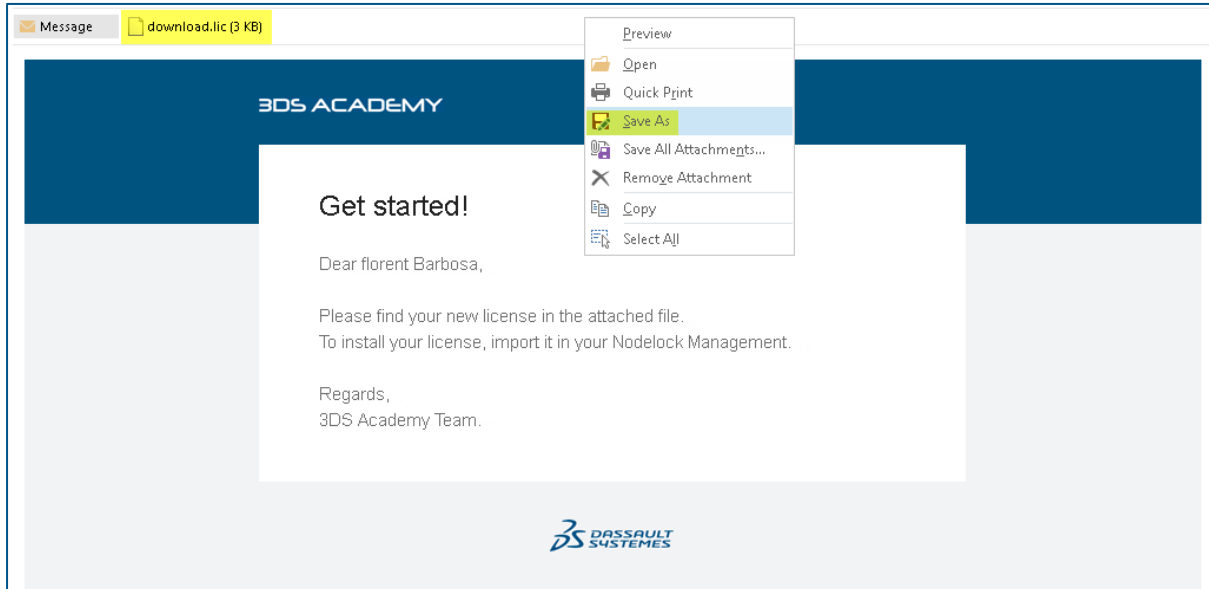 Message
download.lic (3 KB)
Preview
Open
Quick Print
Save As
Save All Attachments...
Remove Attachment
Copy
Select All
3DS ACADEMY
Get started!
Dear florent Barbosa,
Please find your new license in the attached file.
To install your license, import it in your Nodelock Management.
Regards,
3DS Academy Team.
3DS DASSAULT
SYSTEMES